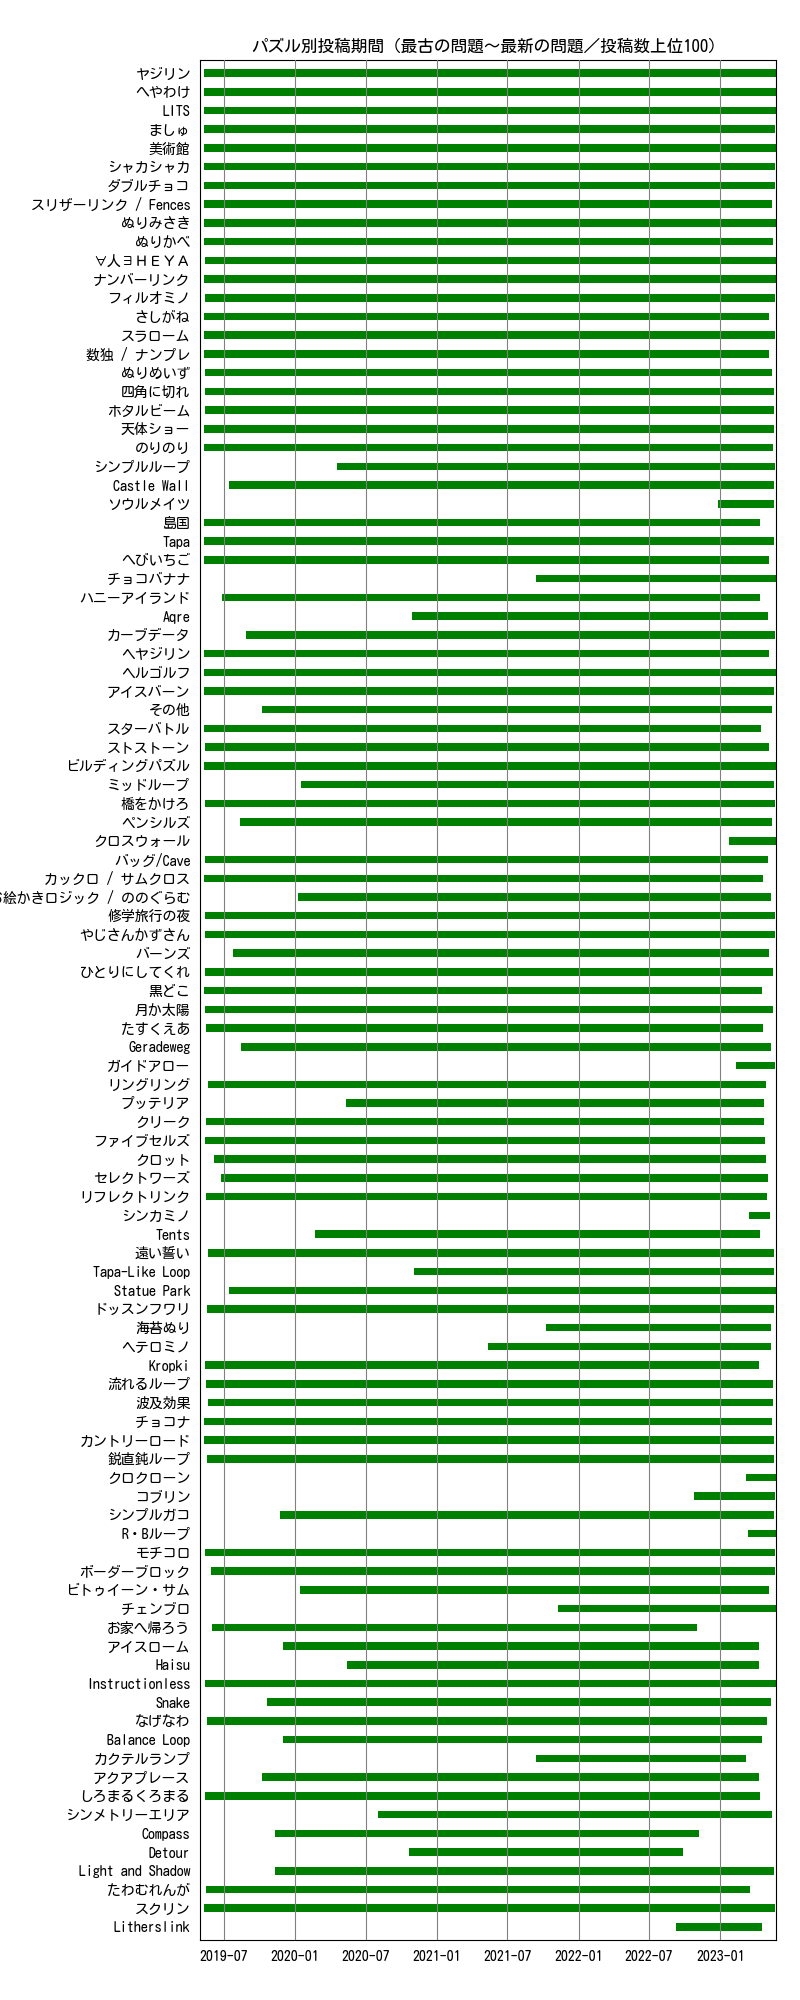 パズル別投稿期間（最古の問題～最新の問題／投稿数上位100）
ヤジリン
へやわけ
LITS
ましゅ
美術館
シャカシャカ
ダブルチョコ
スリザーリンク / Fences
ぬりみさき
ぬりかべ
∀人∃ＨＥＹＡ
ナンバーリンク
フィルオミノ
さしがね
スラローム
数独 / ナンプレ
ぬりめいず
四角に切れ
ホタルビーム
天体ショー
のりのり
シンプルループ
Castle Wall
ソウルメイツ
島国
Tapa
へびいちご
チョコバナナ
ハニーアイランド
Aqre
カーブデータ
ヘヤジリン
ヘルゴルフ
アイスバーン
その他
スターバトル
ストストーン
ビルディングパズル
ミッドループ
橋をかけろ
ペンシルズ
クロスウォール
バッグ/Cave
カックロ / サムクロス
絵かきロジック / ののぐらむ
修学旅行の夜
やじさんかずさん
バーンズ
ひとりにしてくれ
黒どこ
月か太陽
たすくえあ
Geradeweg
ガイドアロー
リングリング
プッテリア
クリーク
ファイブセルズ
クロット
セレクトワーズ
リフレクトリンク
シンカミノ
Tents
遠い誓い
Tapa-Like Loop
Statue Park
ドッスンフワリ
海苔ぬり
ヘテロミノ
Kropki
流れるループ
波及効果
チョコナ
カントリーロード
鋭直鈍ループ
クロクローン
コブリン
シンプルガコ
R・Bループ
モチコロ
ボーダーブロック
ビトゥイーン・サム
チェンブロ
お家へ帰ろう
アイスローム
Haisu
Instructionless
Snake
なげなわ
Balance Loop
カクテルランプ
アクアプレース
しろまるくろまる
シンメトリーエリア
Compass
Detour
Light and Shadow
たわむれんが
スクリン
Litherslink
2019-07 2020-01 2020-07 2021-01 2021-07 2022-01 2022-07 2023-01